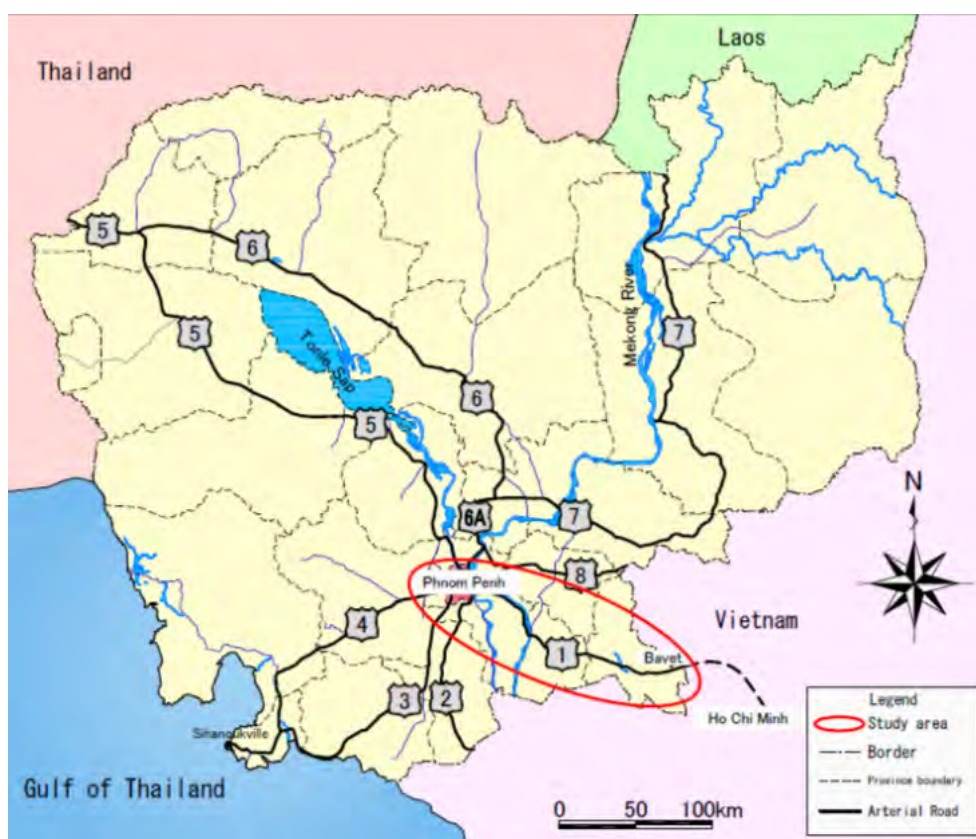 Laos
Thailand
5
6
5
Tonle Sap
Mekong River
7
6
5
N
6A
7
Phnom Penh
8
4
Vietnam
1
Bavet
3
2
Ho Chi Minh
Sihanoukville
Gulf of Thailand
0 50 100km
Legend
Study area
Border
Province boundary
Arterial Road